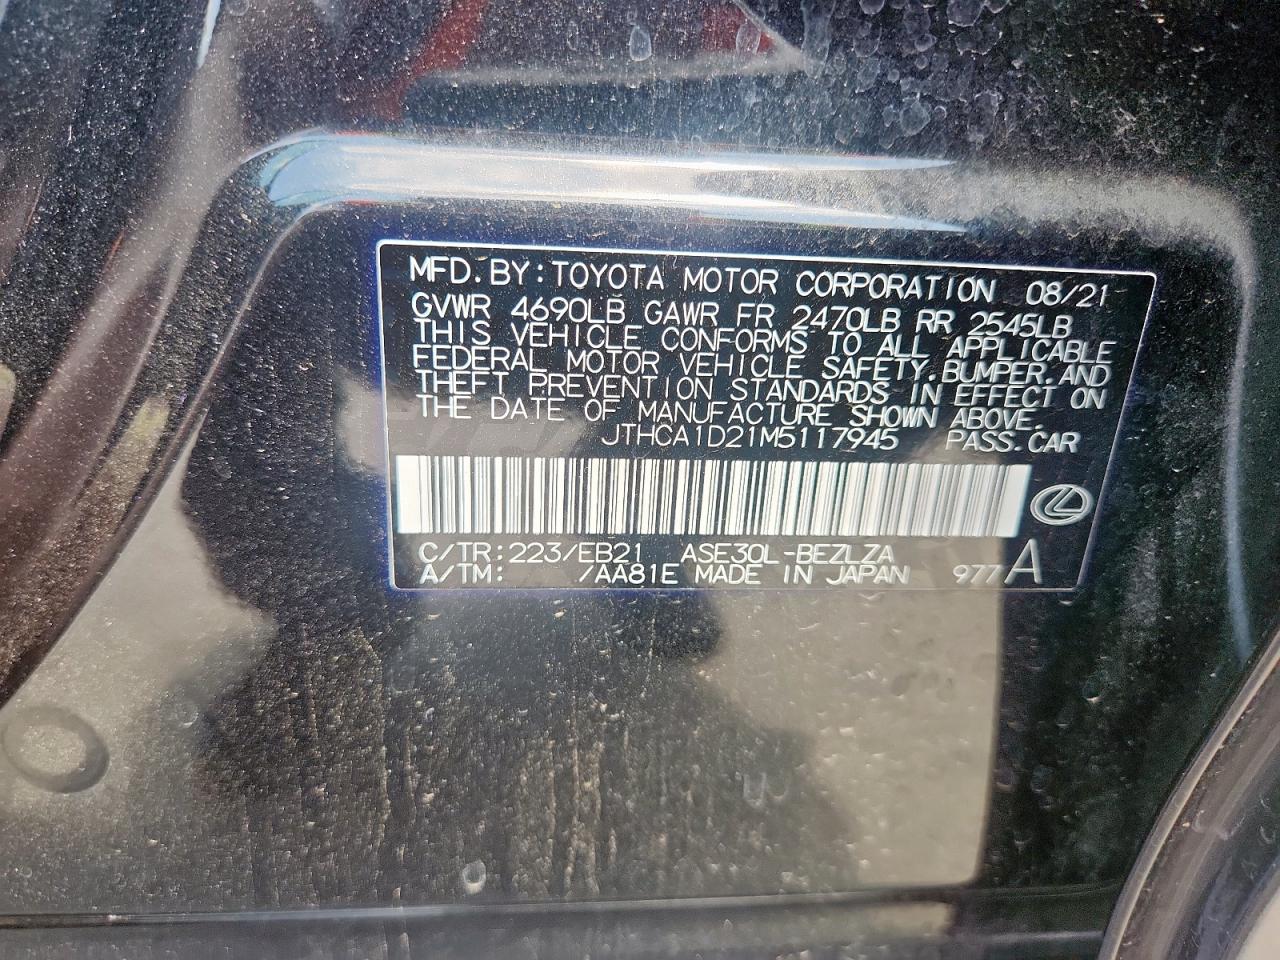 MFD. BY: TOYOTA MOTOR CORPORATION 08/21
GVWR 4690LB GAWR FR 2470LB RR 2545LB
THIS VEHICLE CONFORMS TO ALL APPLICABLE
FEDERAL MOTOR VEHICLE SAFETY, BUMPER, AND
THEFT PREVENTION STANDARDS IN EFFECT ON
THE DATE OF MANUFACTURE SHOWN ABOVE.
JTHCA1D21M5117945 PASS.CAR
C/TR: 223/EB21 ASE30L-BEZLZA
A/TM: /AA81E MADE IN JAPAN 977 A